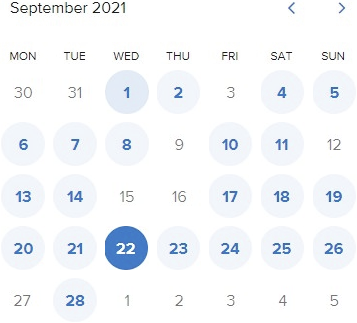 September 2021
MON TUE WED THU FRI SAT SUN
30 31 1 2 3 4 5
6 7 8 9 10 11 12
13 14 15 16 17 18 19
20 21 22 23 24 25 26
27 28 1 2 3 4 5